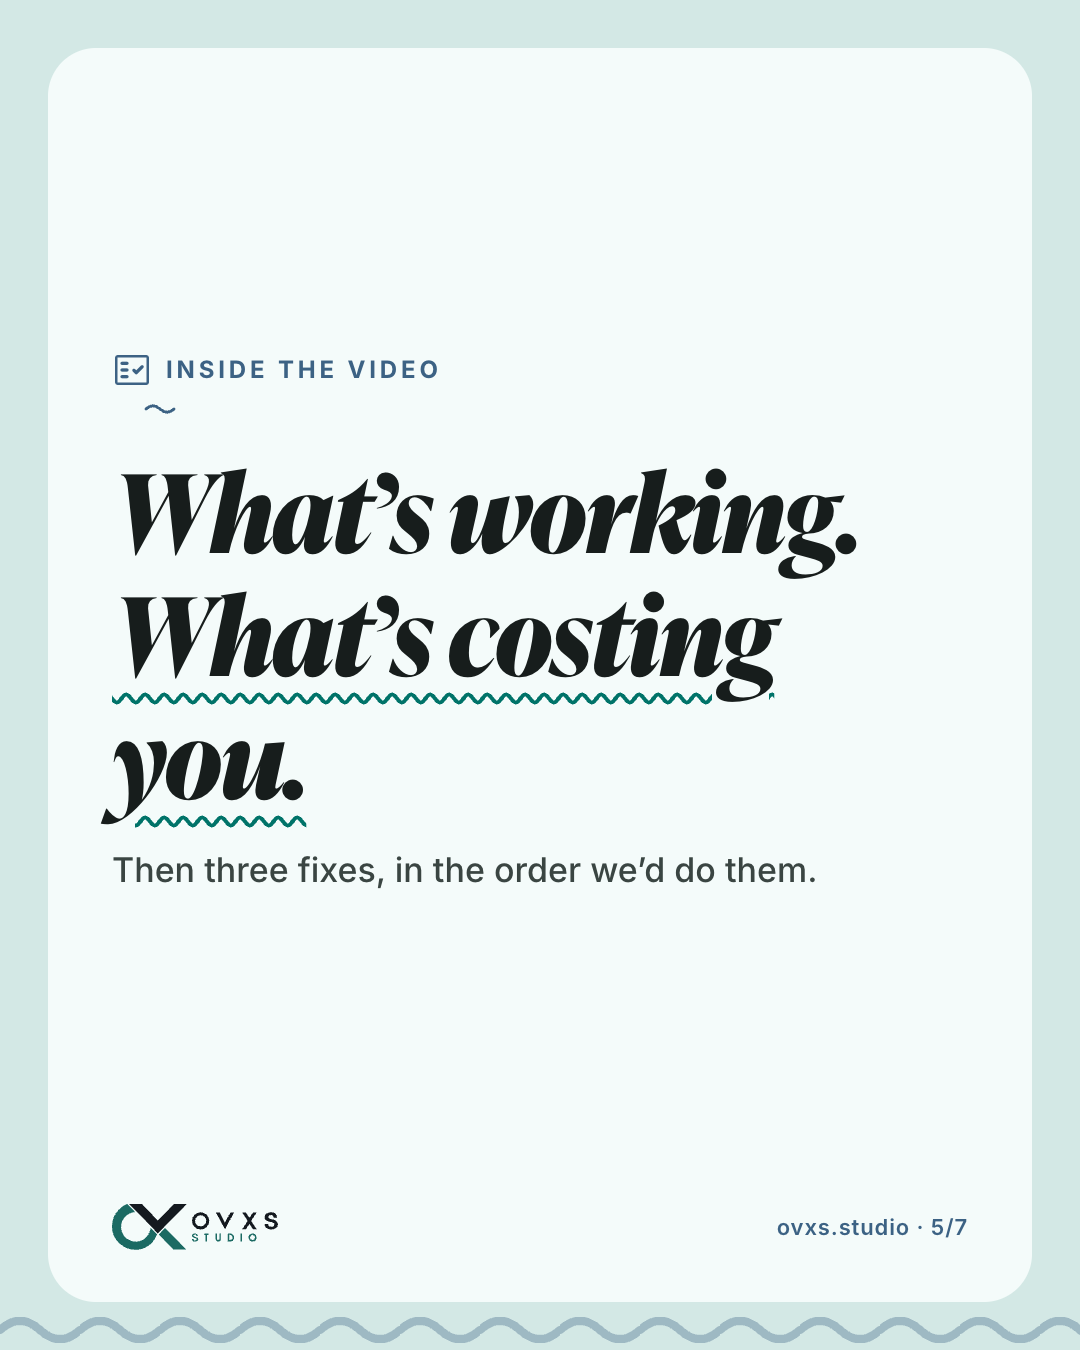 INSIDE THE VIDEO
What’s working.
What’s costing
you.
Then three fixes, in the order we’d do them.
OVXS
STUDIO
ovxs.studio · 5/7